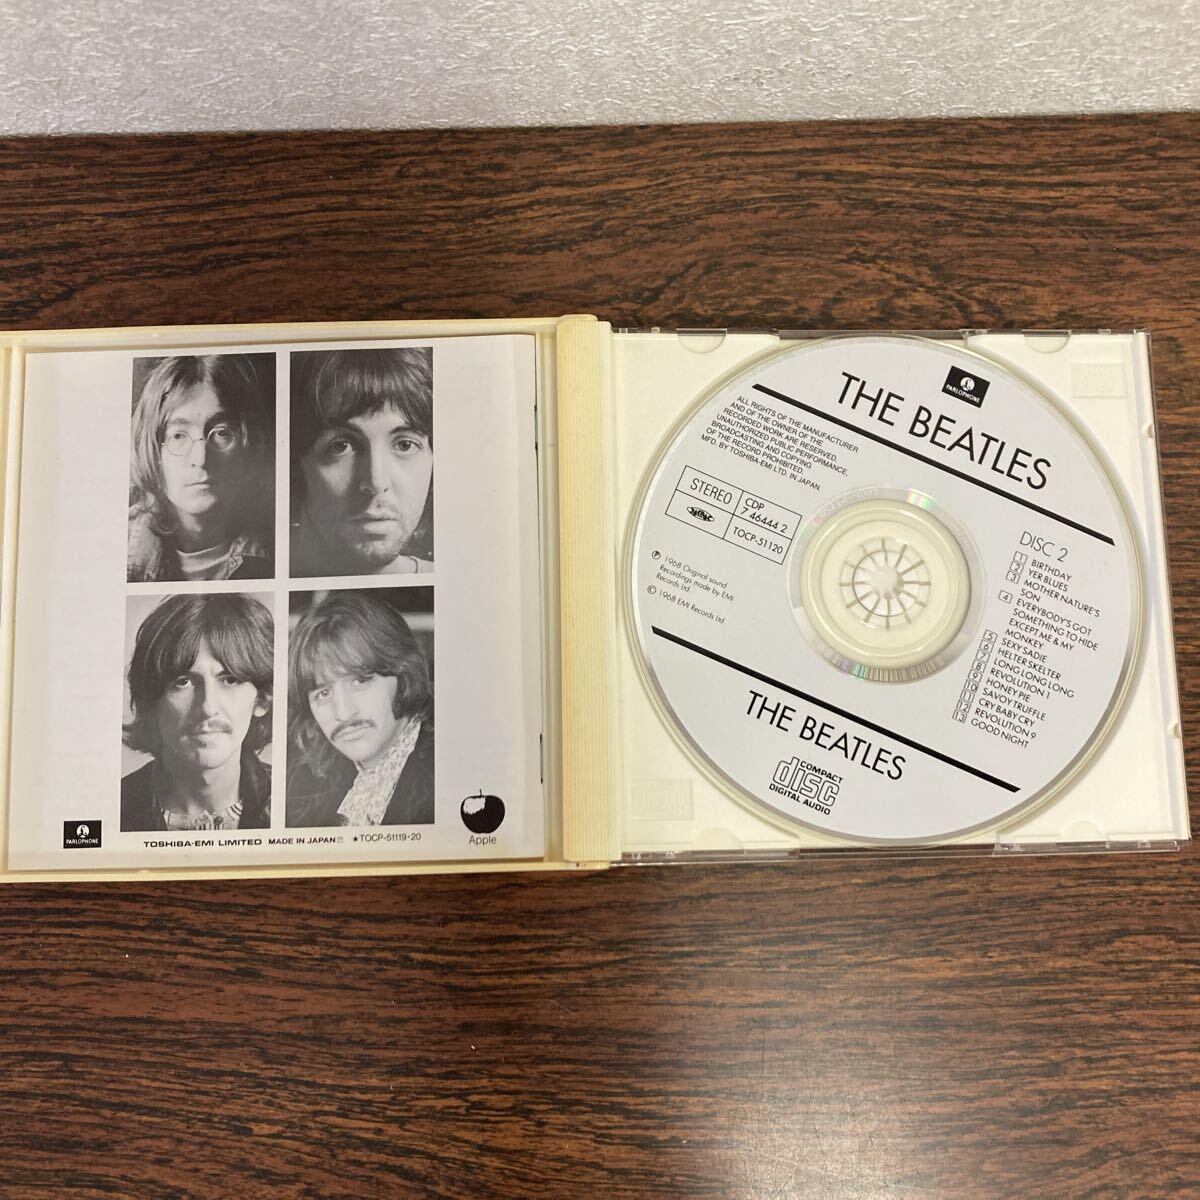 PARLOPHONE
TOSHIBA-EMI LIMITED MADE IN JAPAN ★TOCP-51119・20
Apple
PARLOPHONE
THE BEATLES
ALL RIGHTS OF THE MANUFACTURER
AND OF THE OWNER OF THE
RECORDED WORK ARE RESERVED.
UNAUTHORIZED PUBLIC PERFORMANCE,
BROADCASTING AND COPYING
OF THE RECORD PROHIBITED.
MFD. BY TOSHIBA-EMI LTD. IN JAPAN.
STEREO
CDP
7 46444 2
TOCP-51120
Ⓟ 1968 Original sound
Recordings made by EMI
Records Ltd
© 1968 EMI Records Ltd
DISC 2
1 BIRTHDAY
2 YER BLUES
3 MOTHER NATURE'S
SON
4 EVERYBODY'S GOT
SOMETHING TO HIDE
EXCEPT ME & MY
MONKEY
5 SEXY SADIE
6 HELTER SKELTER
7 LONG LONG LONG
8 REVOLUTION 1
9 HONEY PIE
10 SAVOY TRUFFLE
11 CRY BABY CRY
12 REVOLUTION 9
13 GOOD NIGHT
THE BEATLES
COMPACT
disc
DIGITAL AUDIO